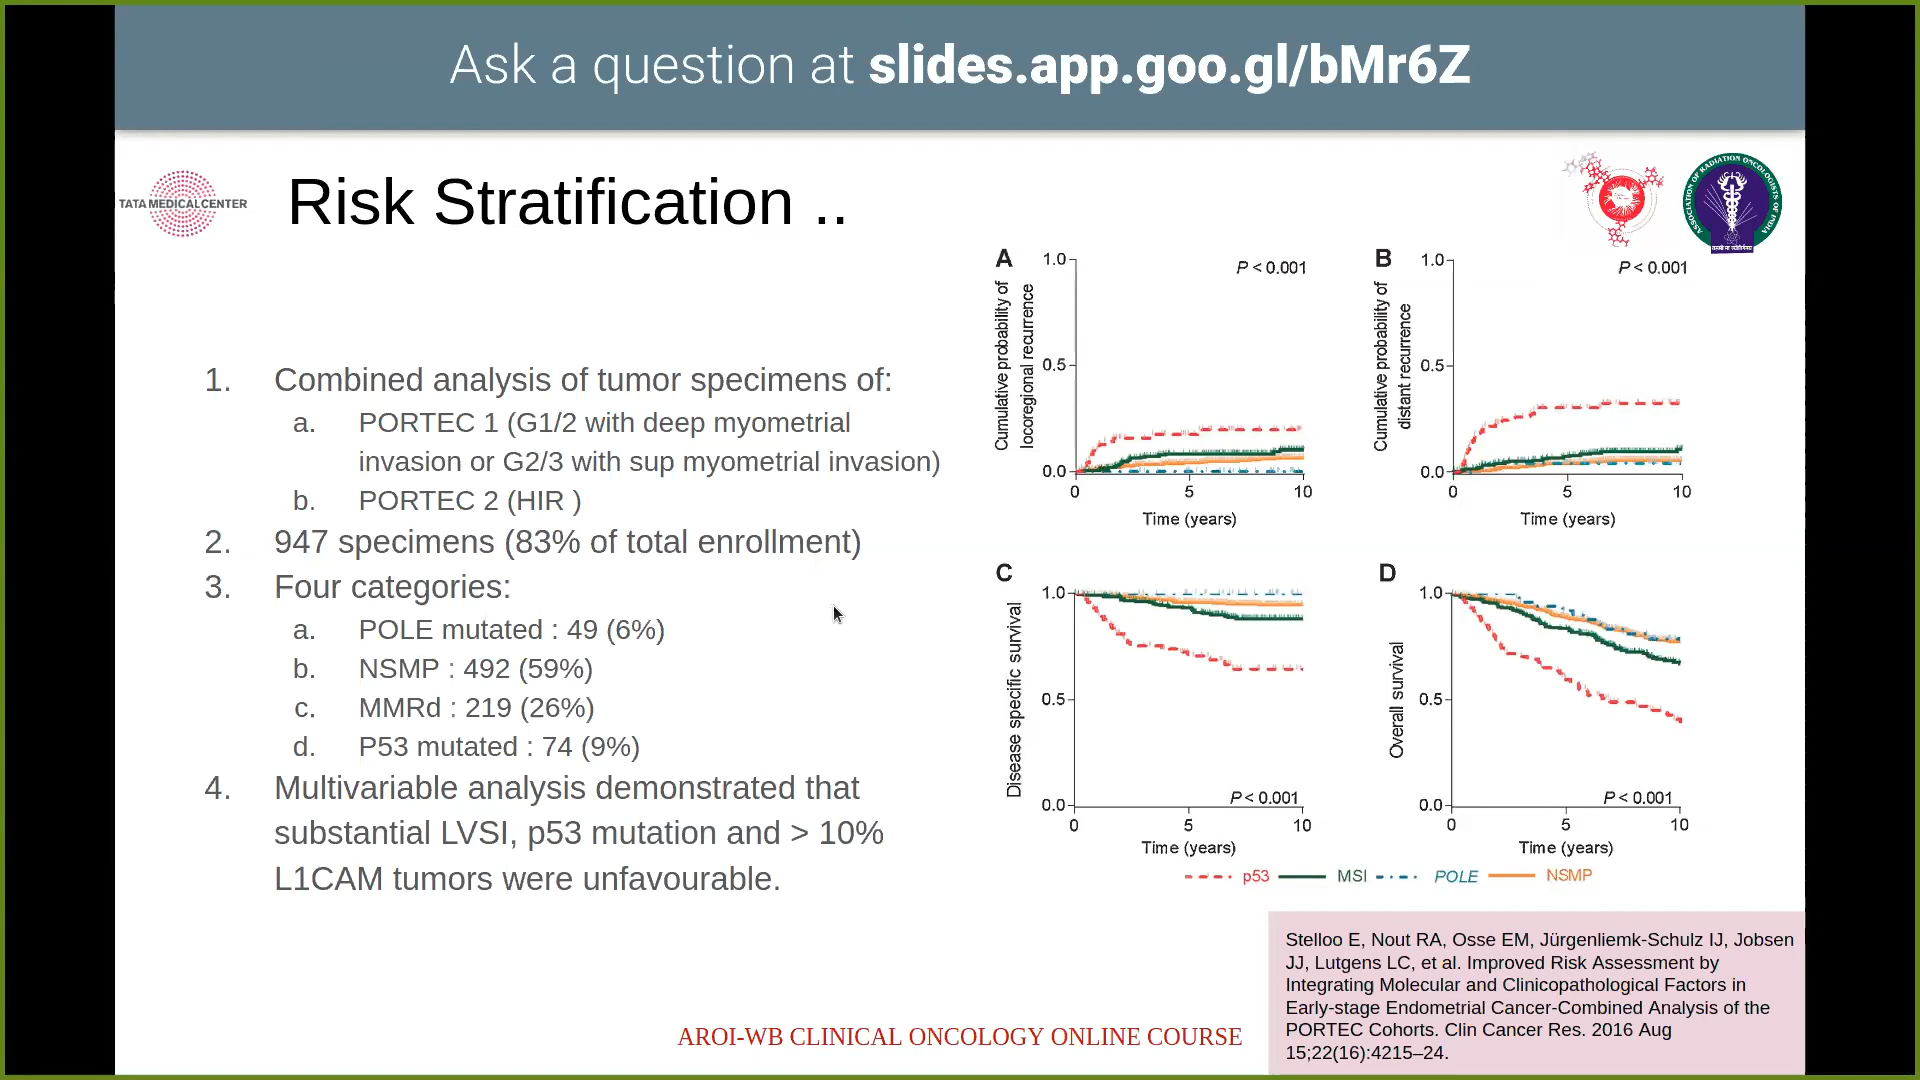 Ask a question at slides.app.goo.gl/bMr6Z
TATA MEDICAL CENTER
Risk Stratification ..
ASSOCIATION OF RADIATION ONCOLOGISTS OF INDIA
1. Combined analysis of tumor specimens of:
a. PORTEC 1 (G1/2 with deep myometrial
invasion or G2/3 with sup myometrial invasion)
b. PORTEC 2 (HIR )
2. 947 specimens (83% of total enrollment)
3. Four categories:
a. POLE mutated : 49 (6%)
b. NSMP : 492 (59%)
c. MMRd : 219 (26%)
d. P53 mutated : 74 (9%)
4. Multivariable analysis demonstrated that
substantial LVSI, p53 mutation and > 10%
L1CAM tumors were unfavourable.
A
Cumulative probability of
locoregional recurrence
1.0
0.5
0.0
P < 0.001
0 5 10
Time (years)
B
Cumulative probability of
distant recurrence
1.0
0.5
0.0
P < 0.001
0 5 10
Time (years)
C
Disease specific survival
1.0
0.5
0.0
P < 0.001
0 5 10
Time (years)
D
Overall survival
1.0
0.5
0.0
P < 0.001
0 5 10
Time (years)
p53 MSI POLE NSMP
Stelloo E, Nout RA, Osse EM, Jürgenliemk-Schulz IJ, Jobsen
JJ, Lutgens LC, et al. Improved Risk Assessment by
Integrating Molecular and Clinicopathological Factors in
Early-stage Endometrial Cancer-Combined Analysis of the
PORTEC Cohorts. Clin Cancer Res. 2016 Aug
15;22(16):4215–24.
AROI-WB CLINICAL ONCOLOGY ONLINE COURSE